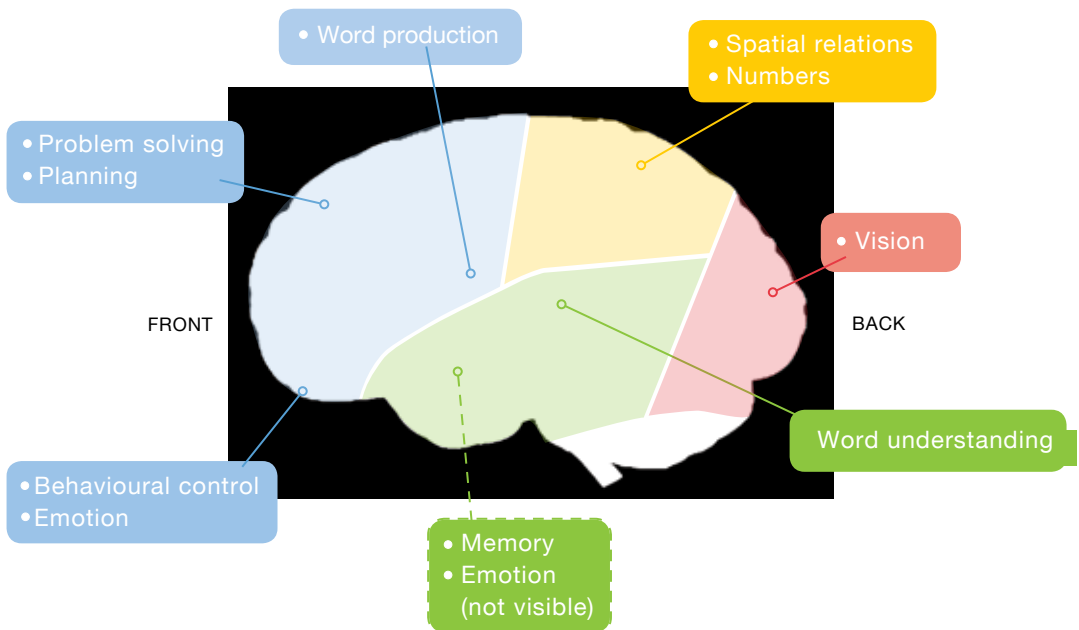 • Word production
• Spatial relations
• Numbers
• Problem solving
• Planning
• Vision
FRONT
BACK
Word understanding
• Behavioural control
• Emotion
• Memory
• Emotion
(not visible)